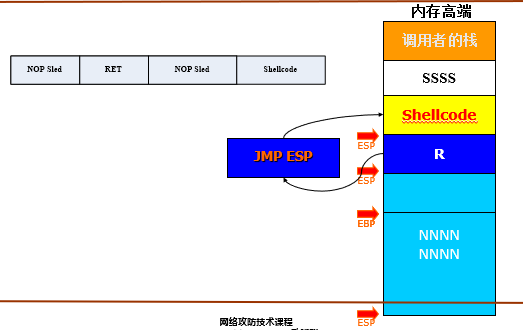 内存高端
调用者的栈
NOP Sled
RET
NOP Sled
Shellcode
SSSS
Shellcode
ESP
JMP ESP
R
ESP
EBP
NNNN
NNNN
ESP
网络攻防技术课程